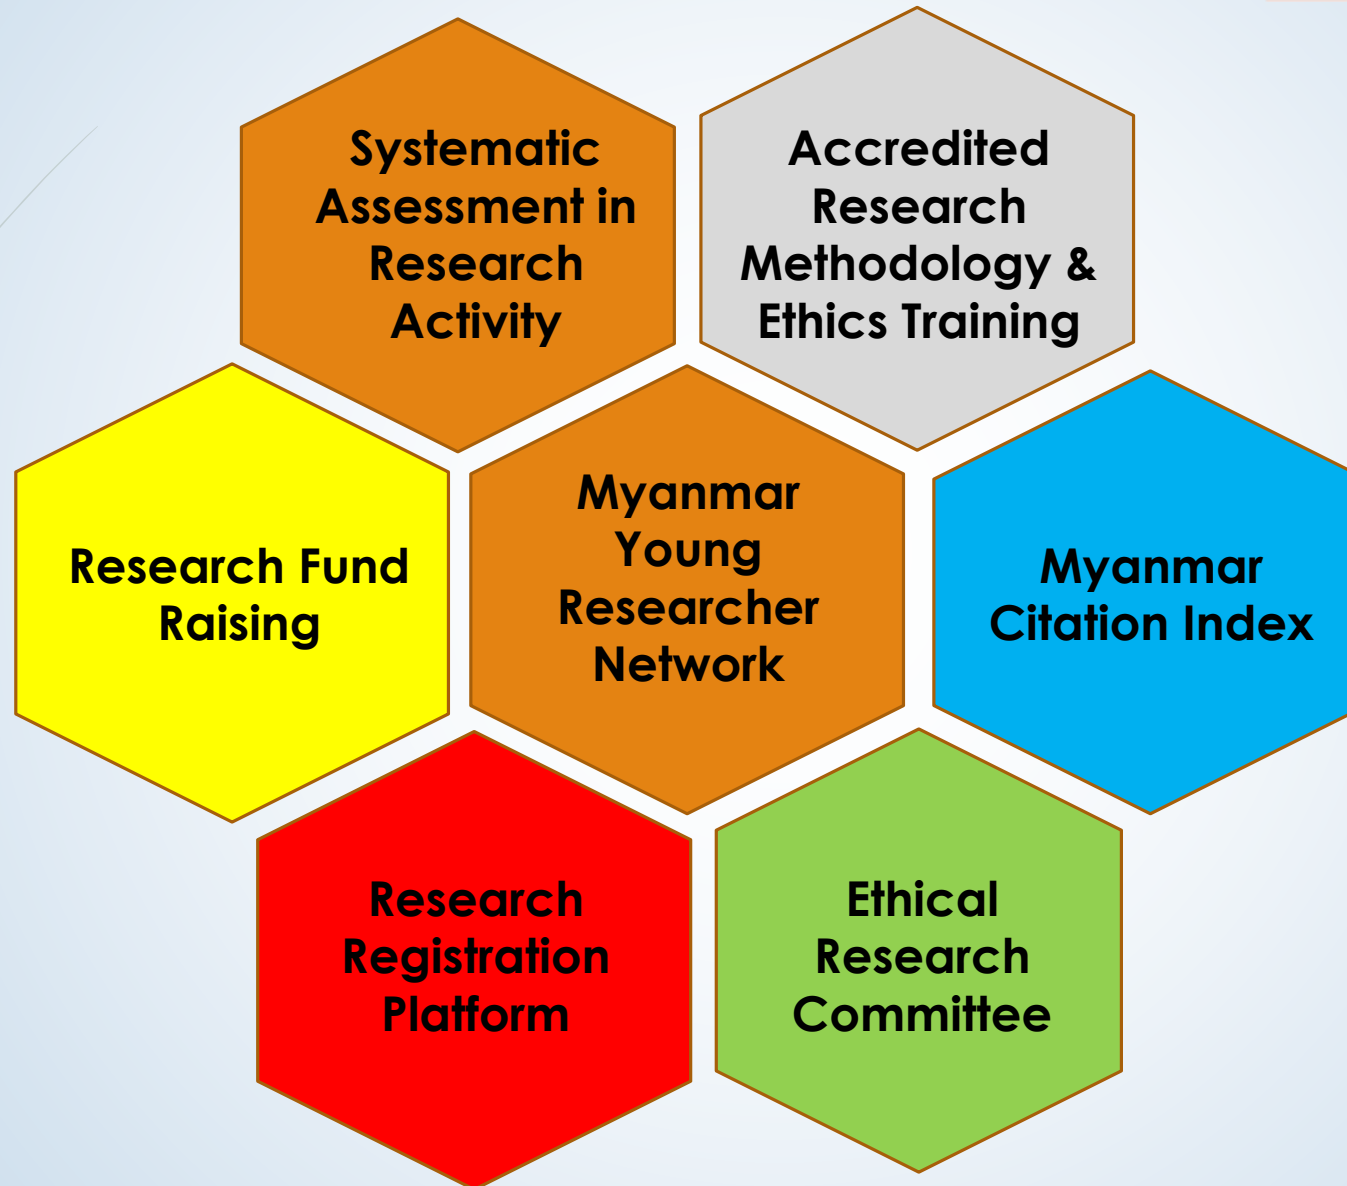 Systematic
Assessment in
Research
Activity
Accredited
Research
Methodology &
Ethics Training
Research Fund
Raising
Myanmar
Young
Researcher
Network
Myanmar
Citation Index
Research
Registration
Platform
Ethical
Research
Committee